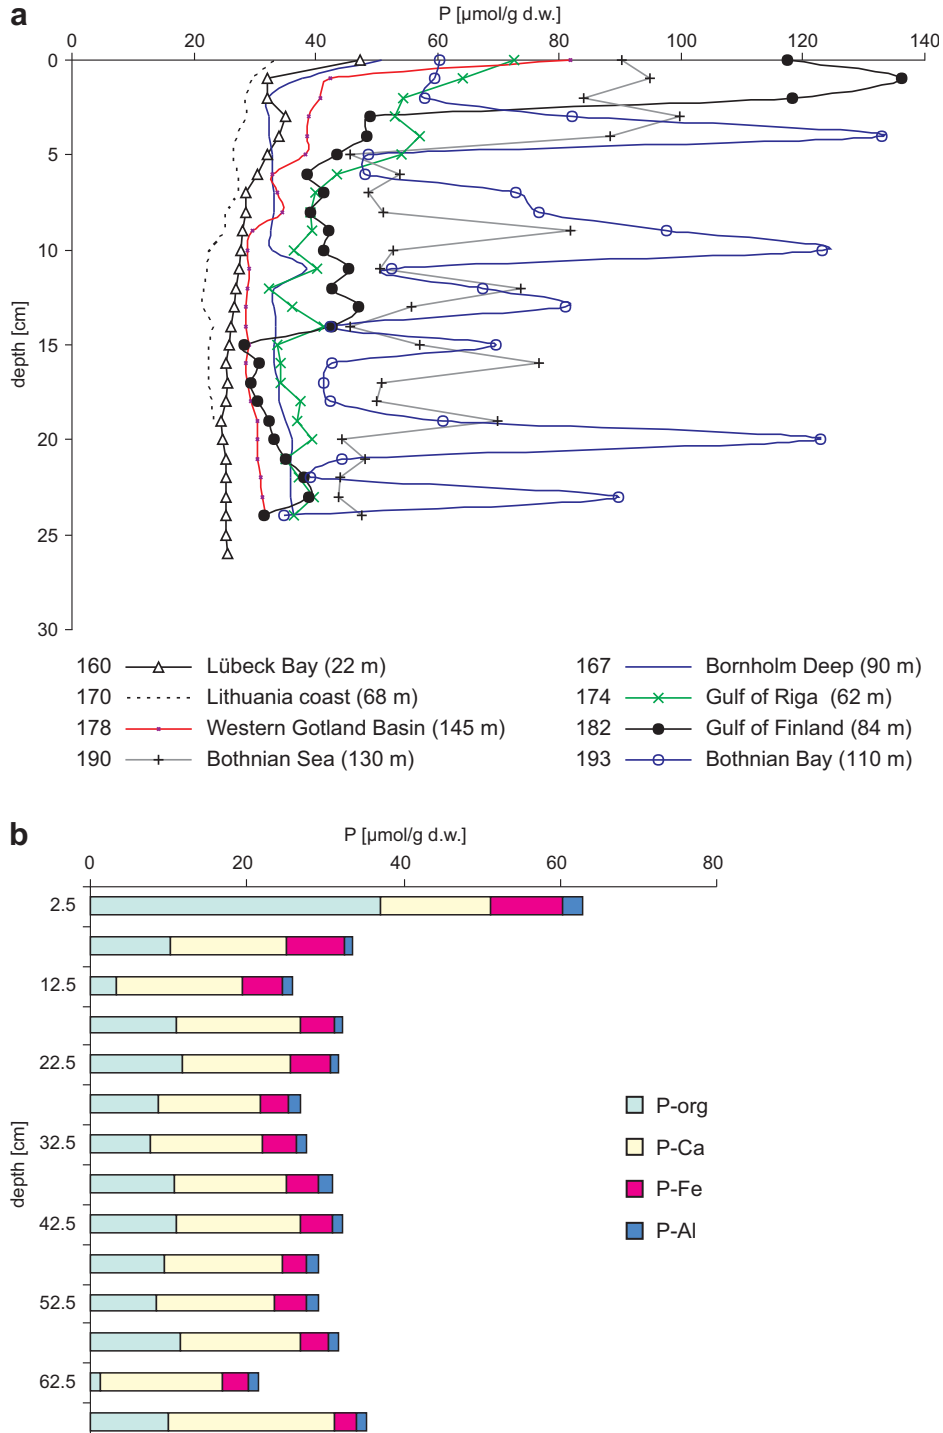 a
P [µmol/g d.w.]
0 20 40 60 80 100 120 140
0
5
10
15
20
25
30
depth [cm]
160 Lübeck Bay (22 m)
170 Lithuania coast (68 m)
178 Western Gotland Basin (145 m)
190 Bothnian Sea (130 m)
167 Bornholm Deep (90 m)
174 Gulf of Riga (62 m)
182 Gulf of Finland (84 m)
193 Bothnian Bay (110 m)
b
P [µmol/g d.w.]
0 20 40 60 80
2.5
12.5
22.5
32.5
42.5
52.5
62.5
depth [cm]
P-org
P-Ca
P-Fe
P-Al